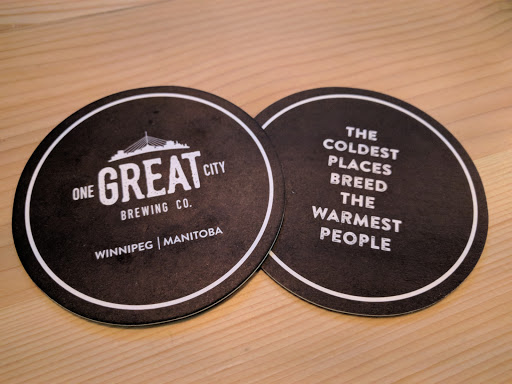 ONE GREAT CITY
BREWING CO.
WINNIPEG | MANITOBA
THE
COLDEST
PLACES
BREED
THE
WARMEST
PEOPLE